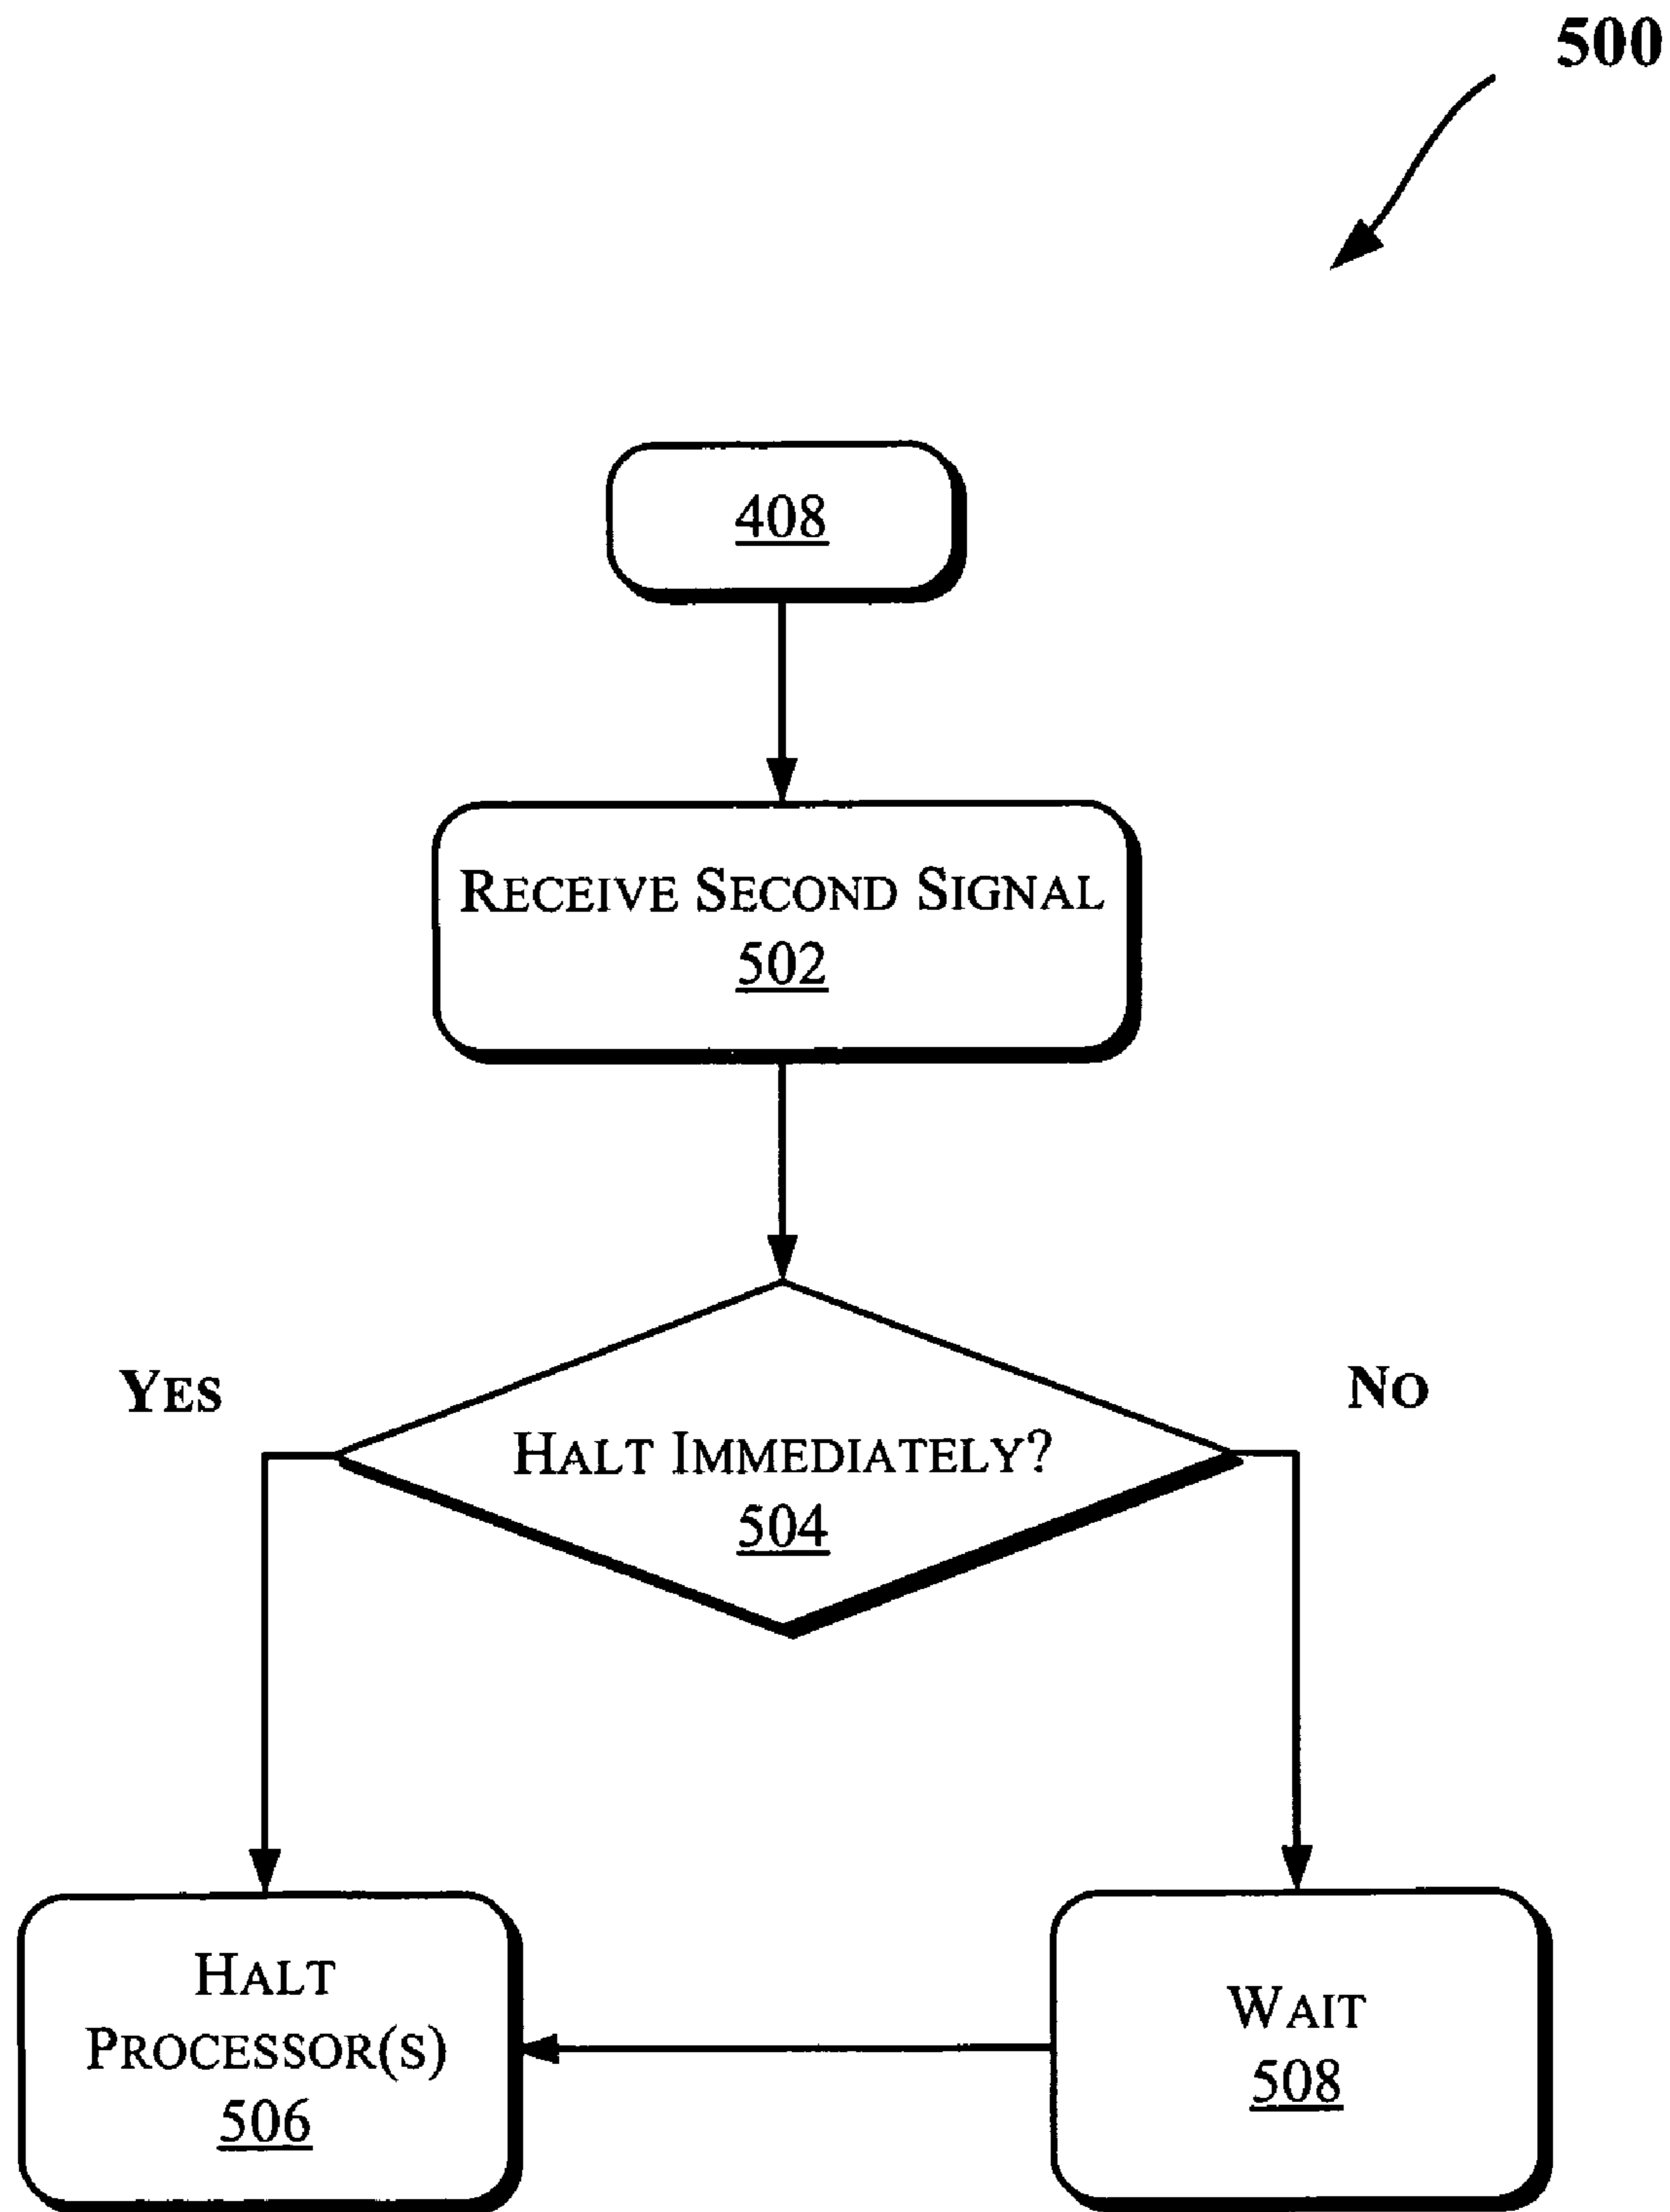 500
408
RECEIVE SECOND SIGNAL
502
YES
NO
HALT IMMEDIATELY?
504
HALT
PROCESSOR(S)
506
WAIT
508